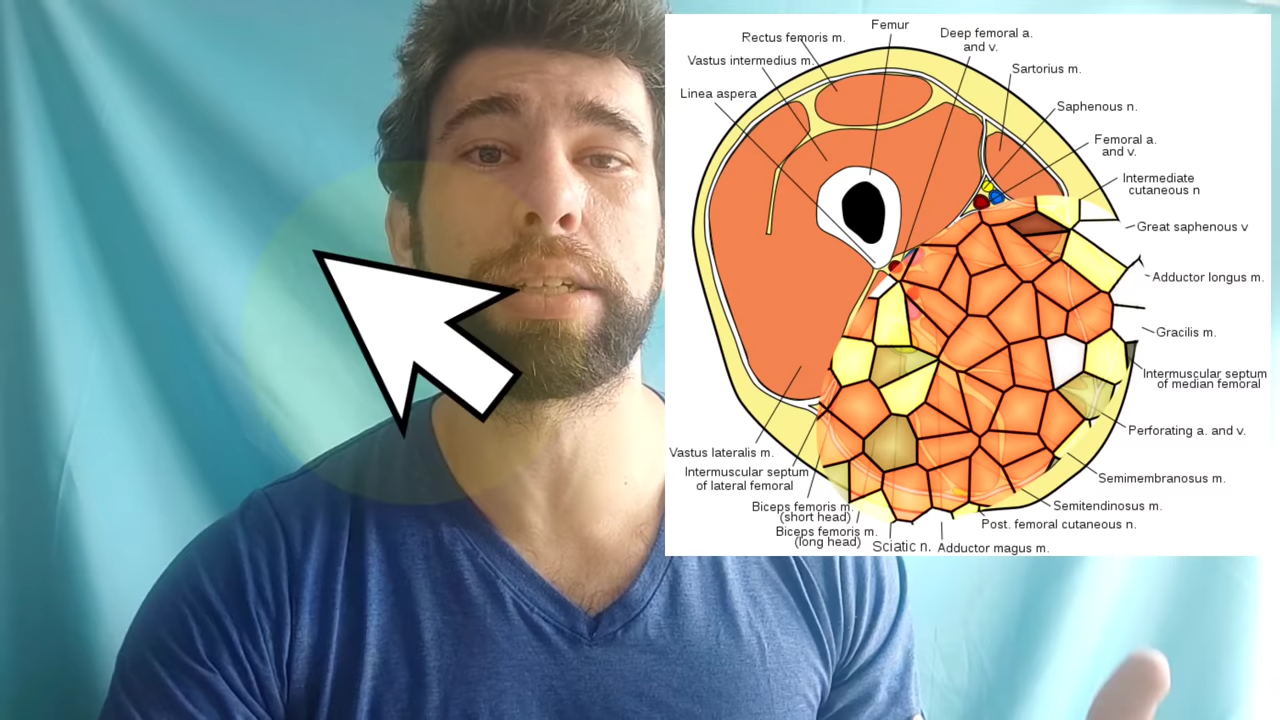 Femur
Rectus femoris m.
Deep femoral a.
and v.
Vastus intermedius m.
Sartorius m.
Linea aspera
Saphenous n.
Femoral a.
and v.
Intermediate
cutaneous n
Great saphenous v
Adductor longus m.
Gracilis m.
Intermuscular septum
of median femoral
Perforating a. and v.
Vastus lateralis m.
Intermuscular septum
of lateral femoral
Semimembranosus m.
Biceps femoris m.
(short head)
Semitendinosus m.
Post. femoral cutaneous n.
Biceps femoris m.
(long head)
Sciatic n.
Adductor magus m.